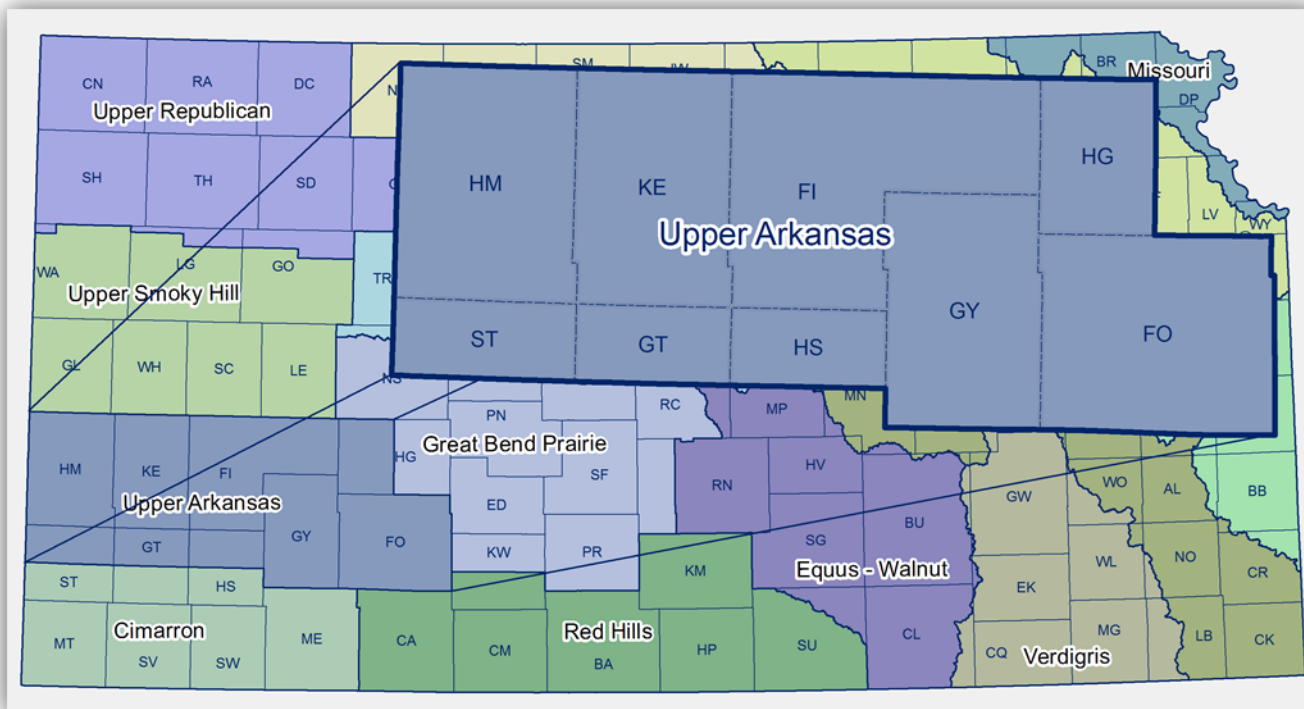 BR
SM
JW
Missouri
CN
RA
DC
N
DP
Upper Republican
HG
HM
KE
FI
SH
TH
SD
LV
WY
Upper Arkansas
WA
LG
GO
TR
Upper Smoky Hill
GY
FO
ST
GT
HS
GL
WH
SC
LE
NS
MN
RC
MP
PN
Great Bend Prairie
HG
HM
KE
FI
HV
SF
RN
WO
AL
BB
Upper Arkansas
ED
GW
BU
GT
GY
FO
KW
PR
SG
NO
Equus - Walnut
WL
KM
CR
ST
HS
EK
Cimarron
MT
ME
CA
CM
Red Hills
HP
SU
CL
MG
LB
CK
SV
SW
BA
CQ
Verdigris